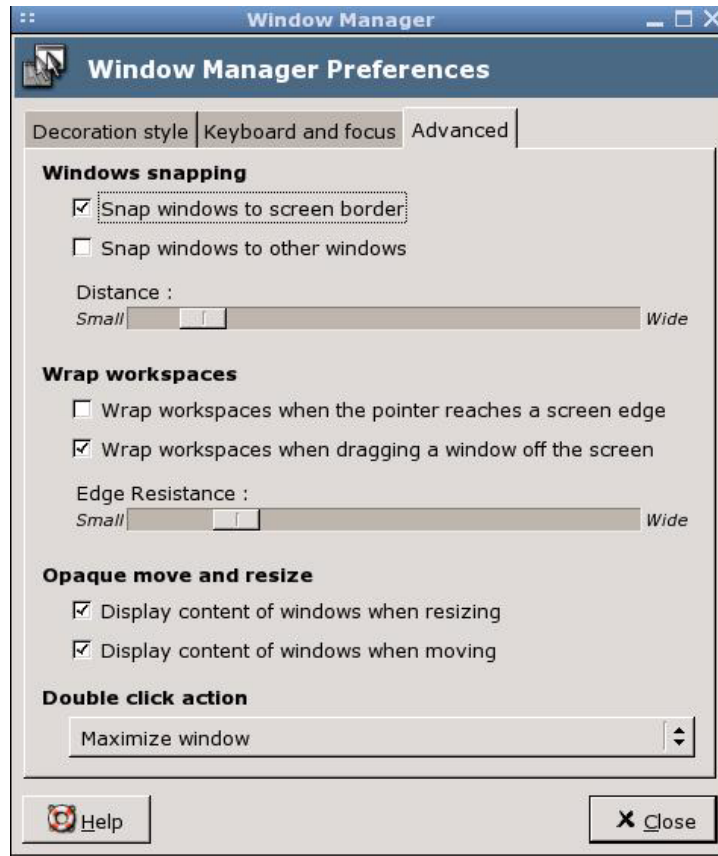 Window Manager
Window Manager Preferences
Decoration style Keyboard and focus Advanced
Windows snapping
Snap windows to screen border
Snap windows to other windows
Distance :
Small Wide
Wrap workspaces
Wrap workspaces when the pointer reaches a screen edge
Wrap workspaces when dragging a window off the screen
Edge Resistance :
Small Wide
Opaque move and resize
Display content of windows when resizing
Display content of windows when moving
Double click action
Maximize window
Help Close